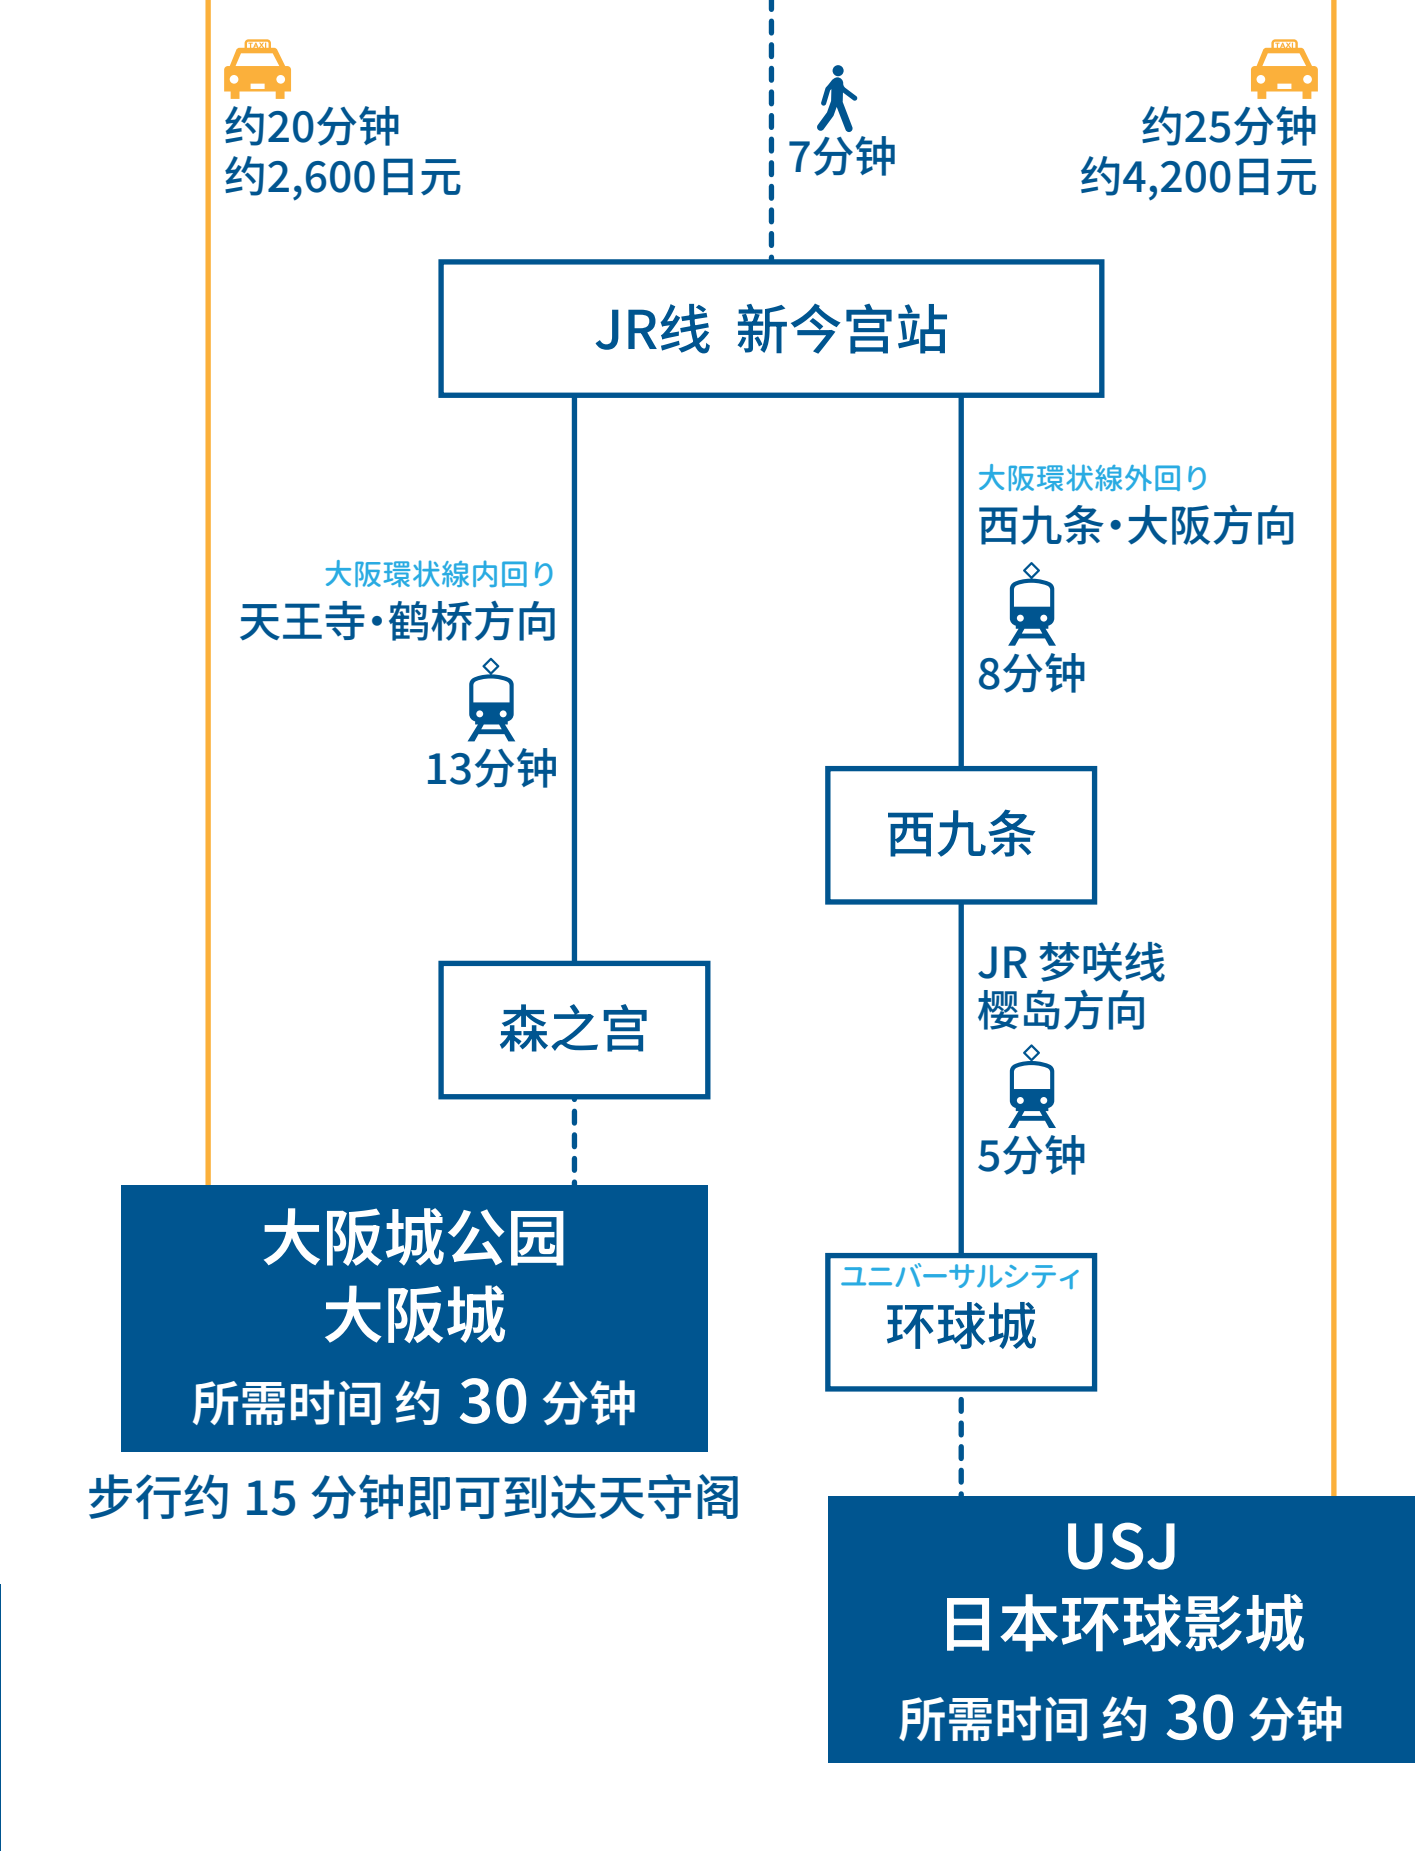 TAXI
约20分钟
约2,600日元
7分钟
TAXI
约25分钟
约4,200日元
JR线 新今宫站
大阪環状線外回り
西九条・大阪方向
8分钟
大阪環状線内回り
天王寺・鹤桥方向
13分钟
西九条
JR 梦咲线
樱岛方向
5分钟
森之宫
大阪城公园
大阪城
所需时间 约 30 分钟
步行约 15 分钟即可到达天守阁
ユニバーサルシティ
环球城
USJ
日本环球影城
所需时间 约 30 分钟